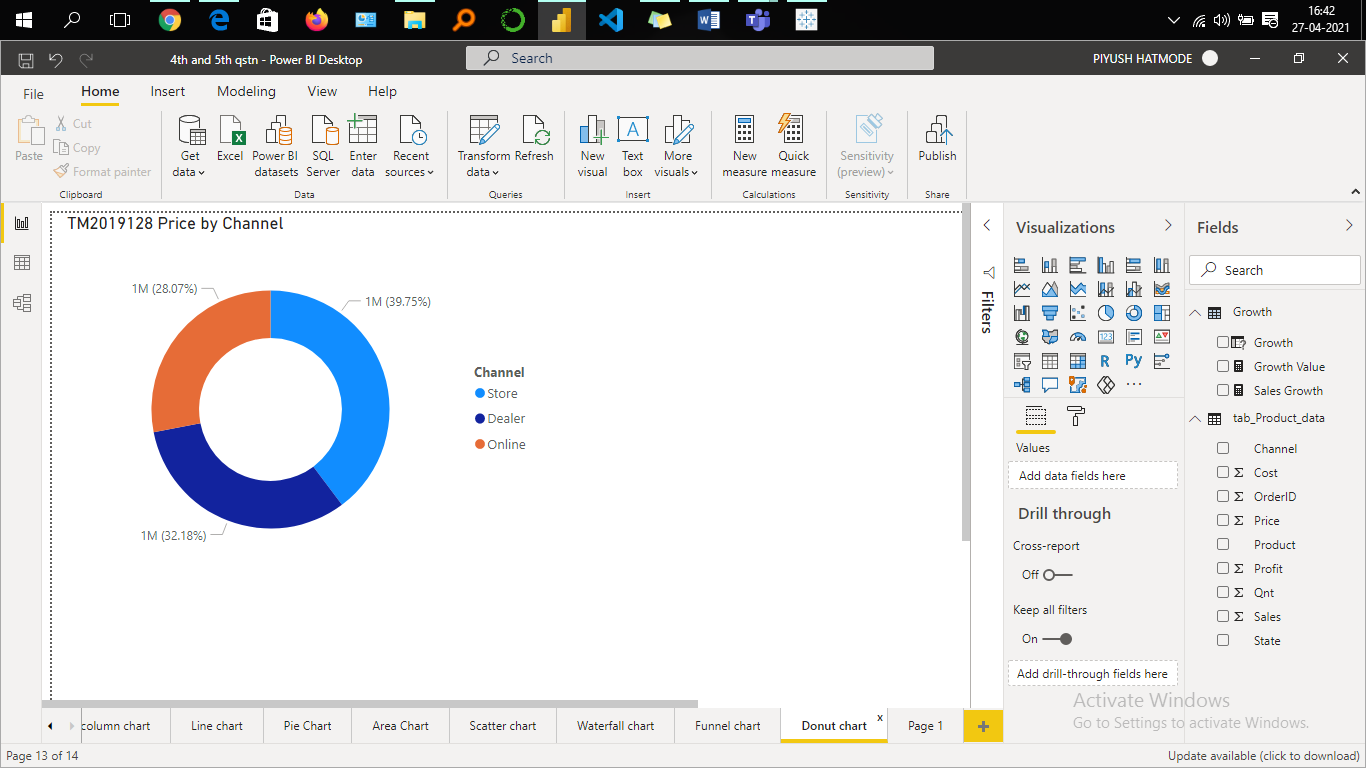 16:42
27-04-2021
4th and 5th qstn - Power BI Desktop
Search
PIYUSH HATMODE
File
Home
Insert
Modeling
View
Help
Paste
Cut
Copy
Format painter
Clipboard
Get data
Excel
Power BI datasets
SQL Server
Enter data
Recent sources
Data
Transform data
Refresh
Queries
New visual
Text box
More visuals
Insert
New measure
Quick measure
Calculations
Sensitivity (preview)
Sensitivity
Publish
Share
TM2019128 Price by Channel
1M (28.07%)
1M (39.75%)
1M (32.18%)
Channel
Store
Dealer
Online
Filters
Visualizations
R
Py
123
Values
Add data fields here
Drill through
Cross-report
Off
Keep all filters
On
Add drill-through fields here
Fields
Search
Growth
Growth
Growth Value
Sales Growth
tab_Product_data
Channel
Σ Cost
Σ OrderID
Σ Price
Product
Σ Profit
Σ Qnt
Σ Sales
State
Activate Windows
Go to Settings to activate Windows.
column chart
Line chart
Pie Chart
Area Chart
Scatter chart
Waterfall chart
Funnel chart
Donut chart
x
Page 1
+
Page 13 of 14
Update available (click to download)